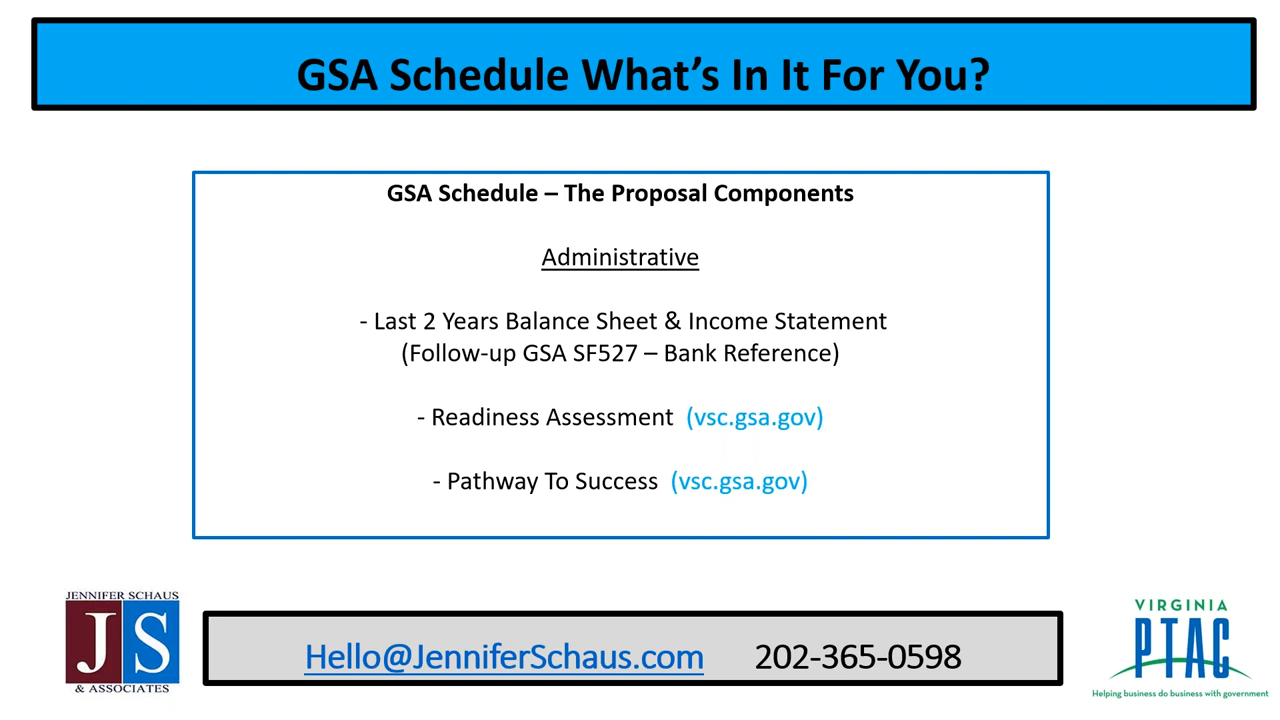 GSA Schedule What's In It For You?
GSA Schedule – The Proposal Components
Administrative
- Last 2 Years Balance Sheet & Income Statement
(Follow-up GSA SF527 – Bank Reference)
- Readiness Assessment (vsc.gsa.gov)
- Pathway To Success (vsc.gsa.gov)
JENNIFER SCHAUS
JS
& ASSOCIATES
Hello@JenniferSchaus.com 202-365-0598
VIRGINIA
PTAC
Helping business do business with government